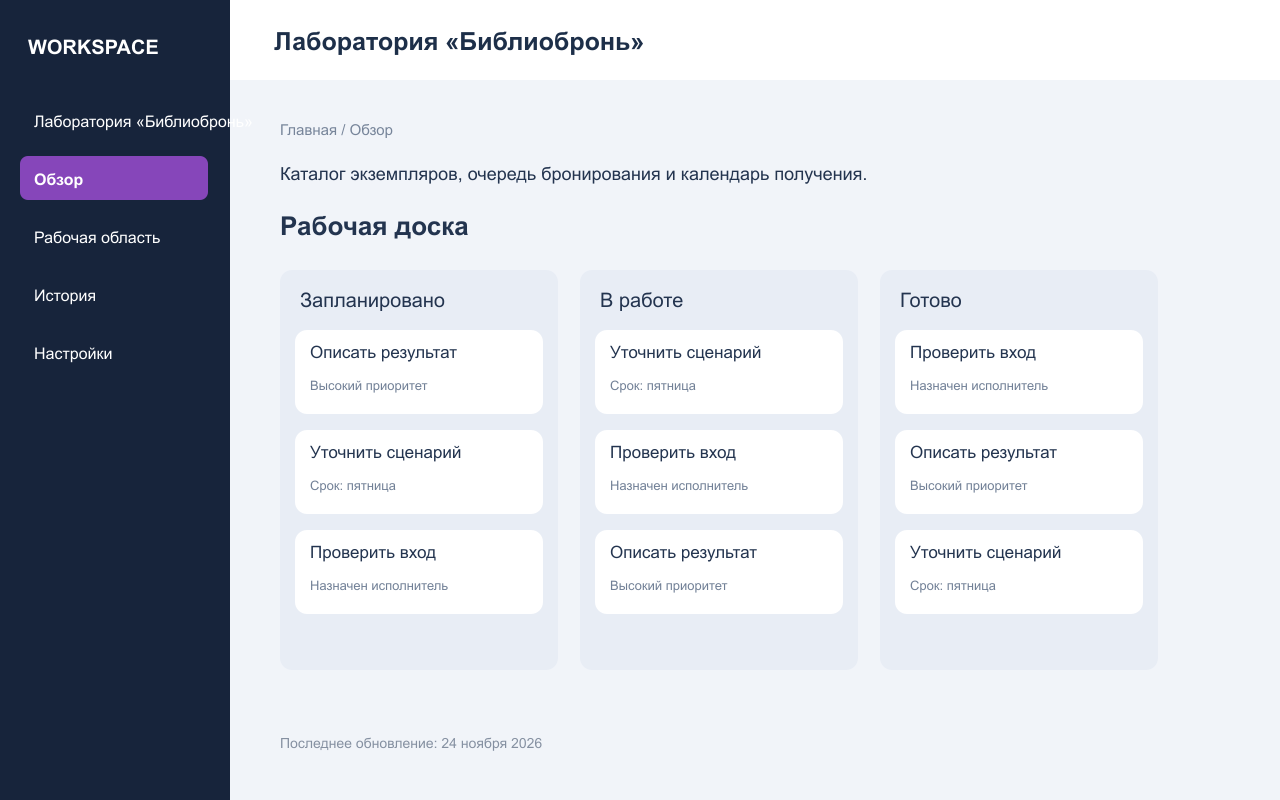 WORKSPACE
Лаборатория «Библиобронь»
Обзор
Рабочая область
История
Настройки
Лаборатория «Библиобронь»
Главная / Обзор
Каталог экземпляров, очередь бронирования и календарь получения.
Рабочая доска
Запланировано
Описать результат
Высокий приоритет
Уточнить сценарий
Срок: пятница
Проверить вход
Назначен исполнитель
В работе
Уточнить сценарий
Срок: пятница
Проверить вход
Назначен исполнитель
Описать результат
Высокий приоритет
Готово
Проверить вход
Назначен исполнитель
Описать результат
Высокий приоритет
Уточнить сценарий
Срок: пятница
Последнее обновление: 24 ноября 2026